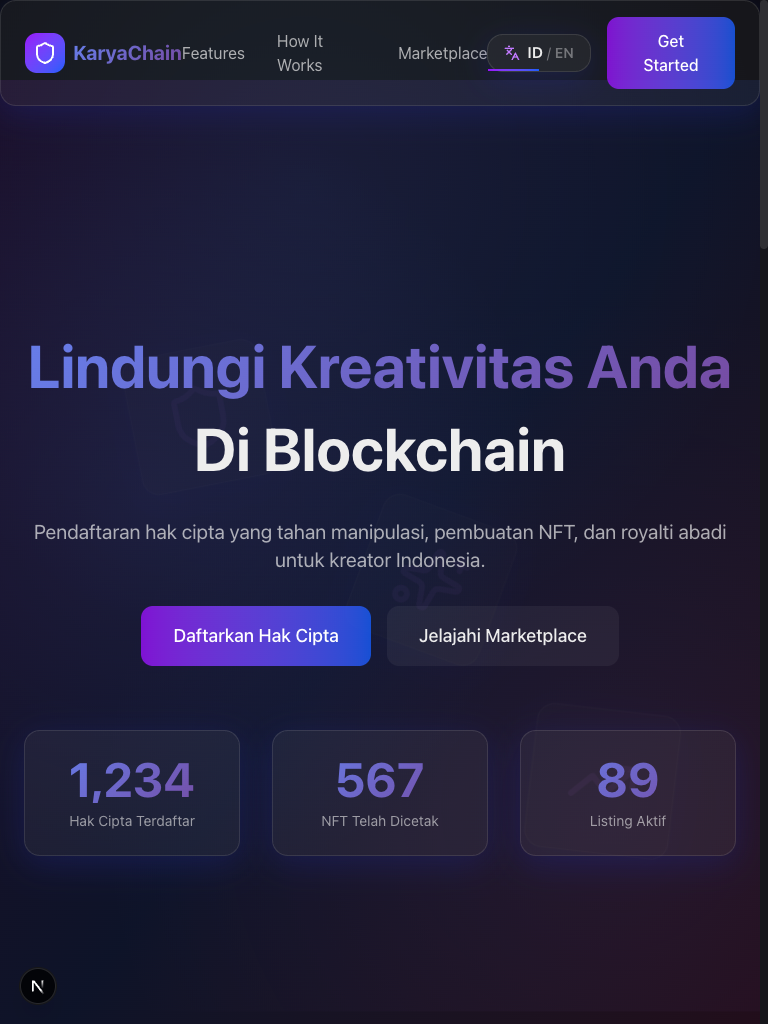 KaryaChain
Features
How It
Works
Marketplace
ID / EN
Get
Started
Lindungi Kreativitas Anda
Di Blockchain
Pendaftaran hak cipta yang tahan manipulasi, pembuatan NFT, dan royalti abadi
untuk kreator Indonesia.
Daftarkan Hak Cipta
Jelajahi Marketplace
1,234
Hak Cipta Terdaftar
567
NFT Telah Dicetak
89
Listing Aktif
N